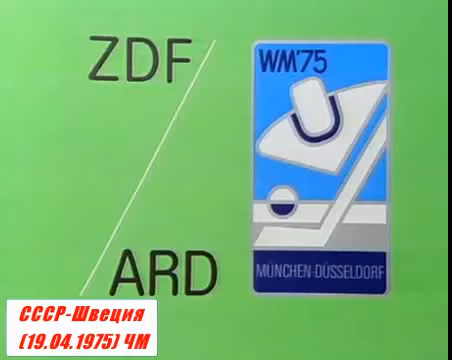 ZDF
WM'75
ARD
MÜNCHEN-DÜSSELDORF
СССР-Швеция
(19.04.1975) ЧМ